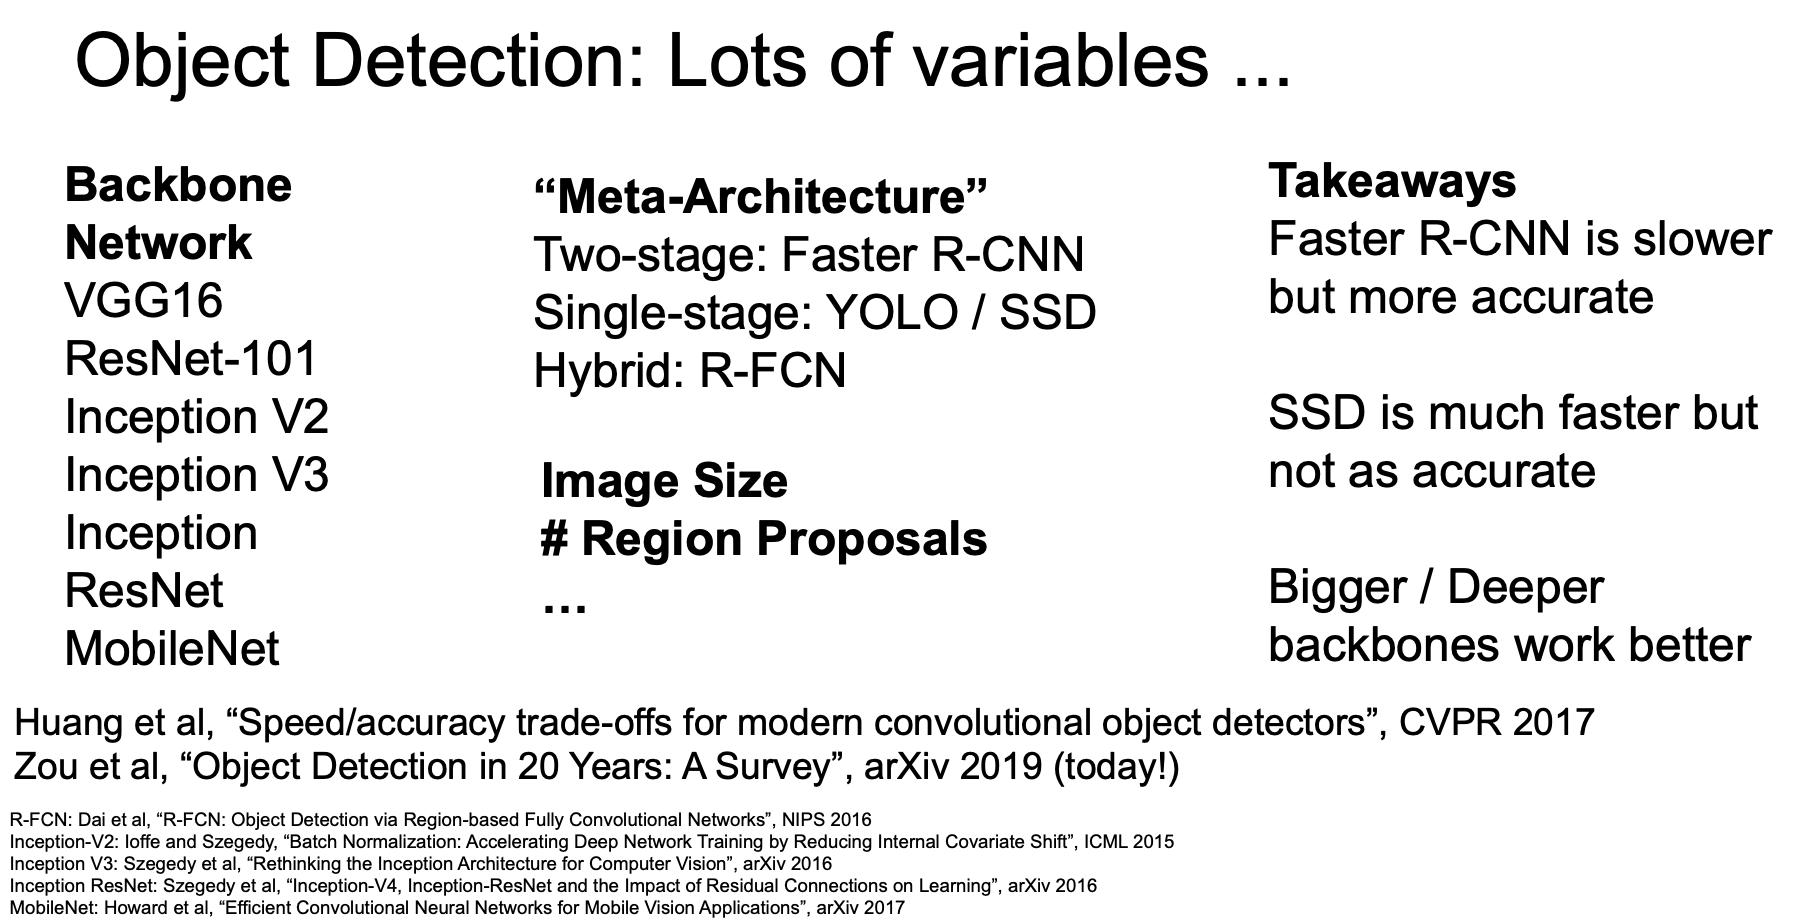 Object Detection: Lots of variables ...
Backbone
Network
VGG16
ResNet-101
Inception V2
Inception V3
Inception
ResNet
MobileNet
“Meta-Architecture”
Two-stage: Faster R-CNN
Single-stage: YOLO / SSD
Hybrid: R-FCN
Image Size
# Region Proposals
…
Takeaways
Faster R-CNN is slower
but more accurate
SSD is much faster but
not as accurate
Bigger / Deeper
backbones work better
Huang et al, “Speed/accuracy trade-offs for modern convolutional object detectors”, CVPR 2017
Zou et al, “Object Detection in 20 Years: A Survey”, arXiv 2019 (today!)
R-FCN: Dai et al, “R-FCN: Object Detection via Region-based Fully Convolutional Networks”, NIPS 2016
Inception-V2: Ioffe and Szegedy, “Batch Normalization: Accelerating Deep Network Training by Reducing Internal Covariate Shift”, ICML 2015
Inception V3: Szegedy et al, “Rethinking the Inception Architecture for Computer Vision”, arXiv 2016
Inception ResNet: Szegedy et al, “Inception-V4, Inception-ResNet and the Impact of Residual Connections on Learning”, arXiv 2016
MobileNet: Howard et al, “Efficient Convolutional Neural Networks for Mobile Vision Applications”, arXiv 2017